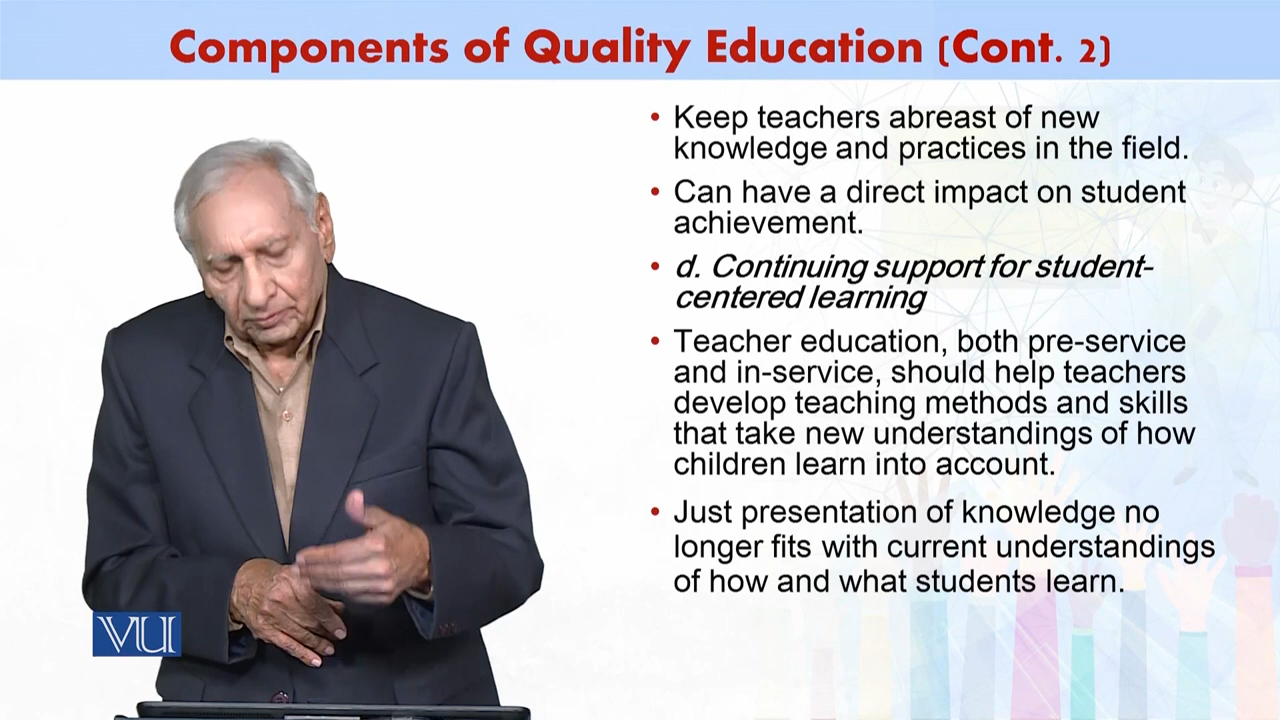 Components of Quality Education (Cont. 2)
• Keep teachers abreast of new
knowledge and practices in the field.
• Can have a direct impact on student
achievement.
• d. Continuing support for student-
centered learning
• Teacher education, both pre-service
and in-service, should help teachers
develop teaching methods and skills
that take new understandings of how
children learn into account.
• Just presentation of knowledge no
longer fits with current understandings
of how and what students learn.
VU